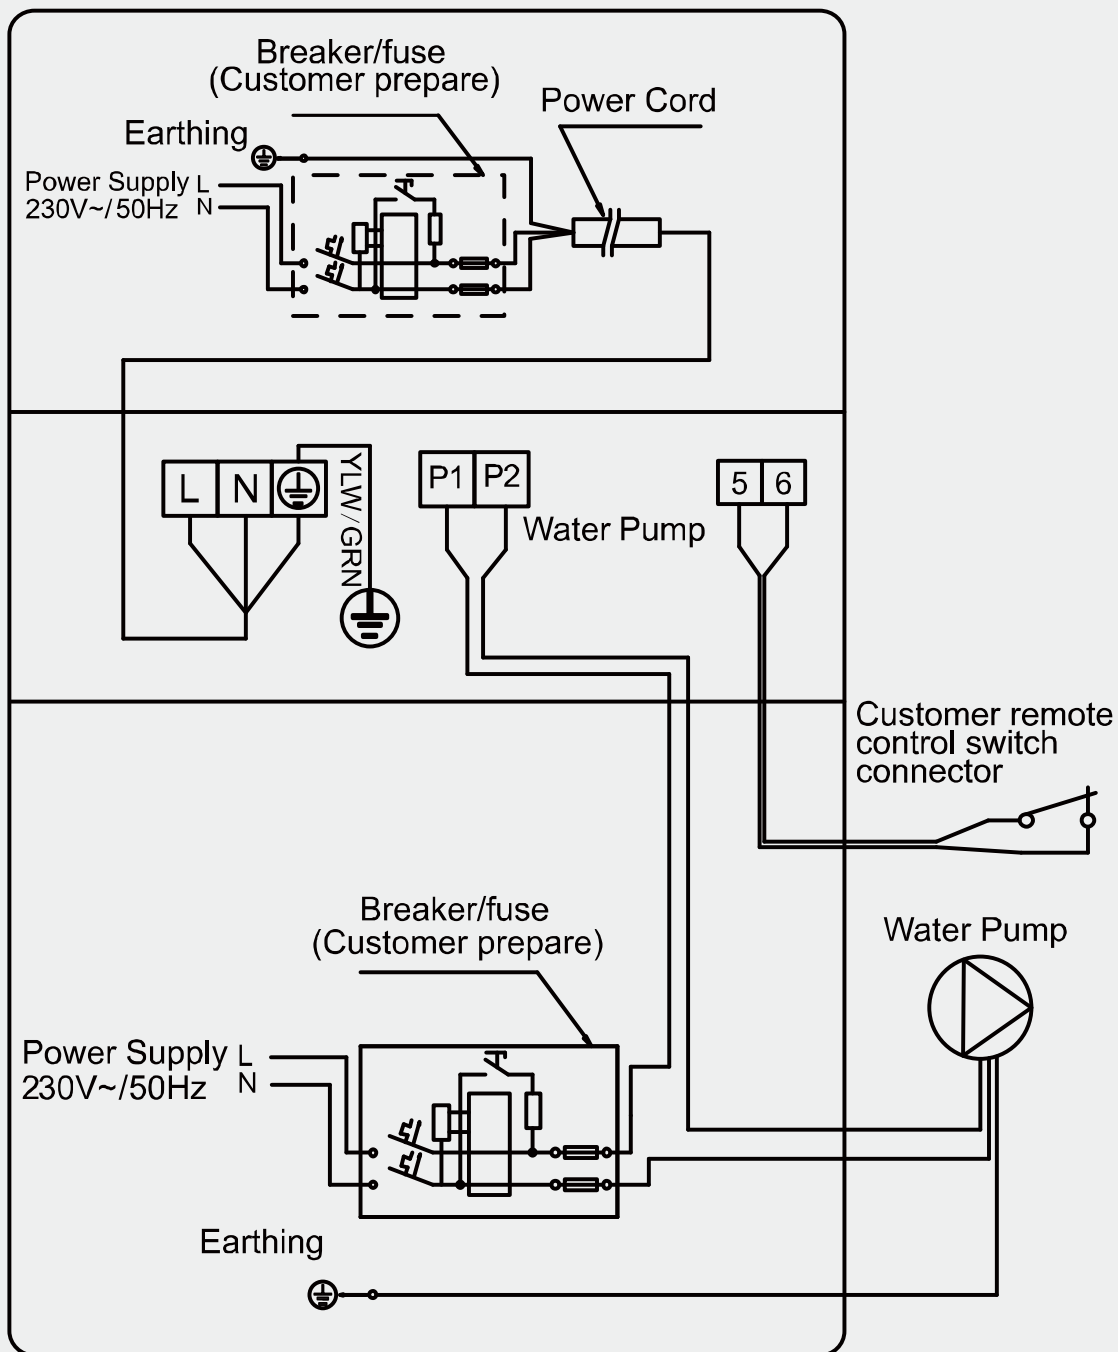 Breaker/fuse
(Customer prepare)
Power Cord
Earthing
Power Supply L
230V~/50Hz N
L N
YLW/GRN
P1 P2
Water Pump
5 6
Customer remote
control switch
connector
Breaker/fuse
(Customer prepare)
Water Pump
Power Supply L
230V~/50Hz N
Earthing